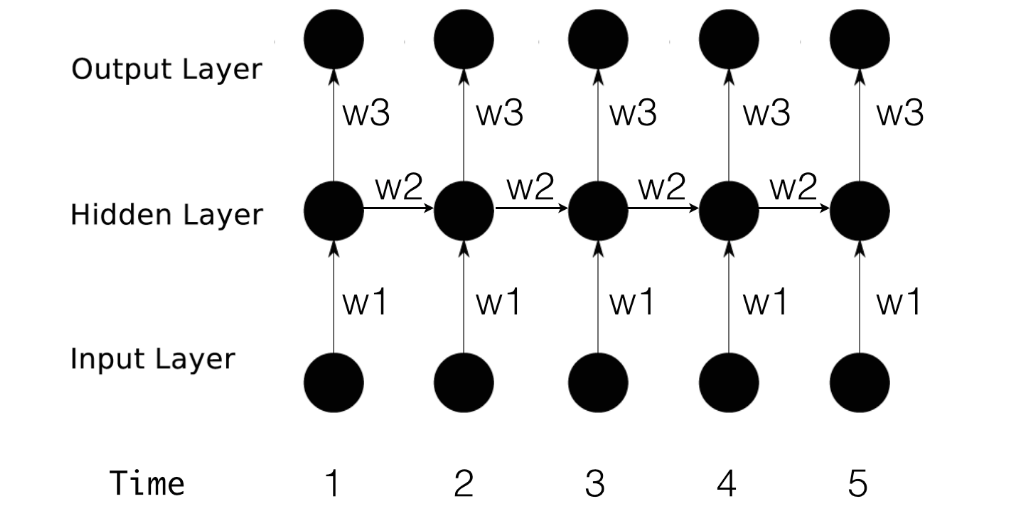 Output Layer
w3 w3 w3 w3 w3
w2 w2 w2 w2
Hidden Layer
w1 w1 w1 w1 w1
Input Layer
Time 1 2 3 4 5